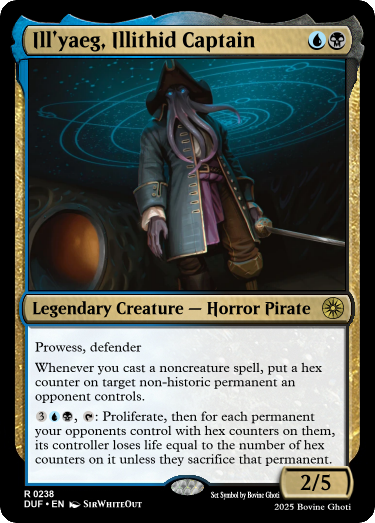 Ill'yaeg, Illithid Captain
Legendary Creature — Horror Pirate
Prowess, defender
Whenever you cast a noncreature spell, put a hex
counter on target non-historic permanent an
opponent controls.
3, : Proliferate, then for each permanent
your opponents control with hex counters on them,
its controller loses life equal to the number of hex
counters on it unless they sacrifice that permanent.
2/5
R 0238
Set Symbol by Bovine Ghoti
DUF • EN SirWhiteOut
2025 Bovine Ghoti